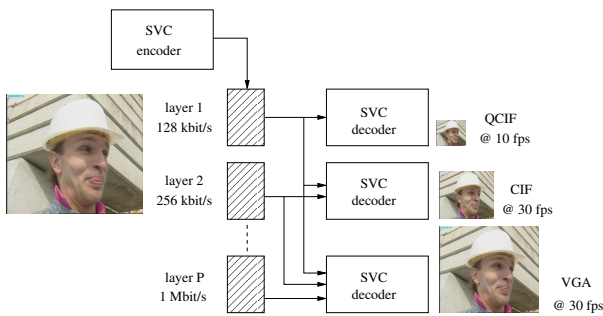 SVC
encoder
layer 1
128 kbit/s
SVC
decoder
QCIF
@ 10 fps
layer 2
256 kbit/s
SVC
decoder
CIF
@ 30 fps
layer P
1 Mbit/s
SVC
decoder
VGA
@ 30 fps